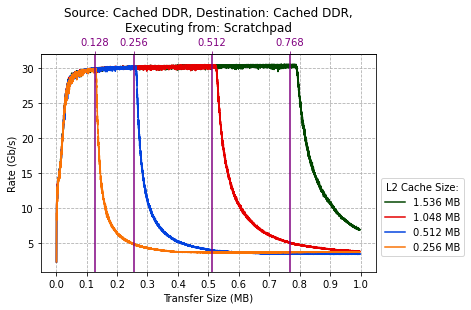 Source: Cached DDR, Destination: Cached DDR,
Executing from: Scratchpad
0.128 0.256 0.512 0.768
30
25
20
15
10
5
Rate (Gb/s)
0.0 0.1 0.2 0.3 0.4 0.5 0.6 0.7 0.8 0.9 1.0
Transfer Size (MB)
L2 Cache Size:
1.536 MB
1.048 MB
0.512 MB
0.256 MB